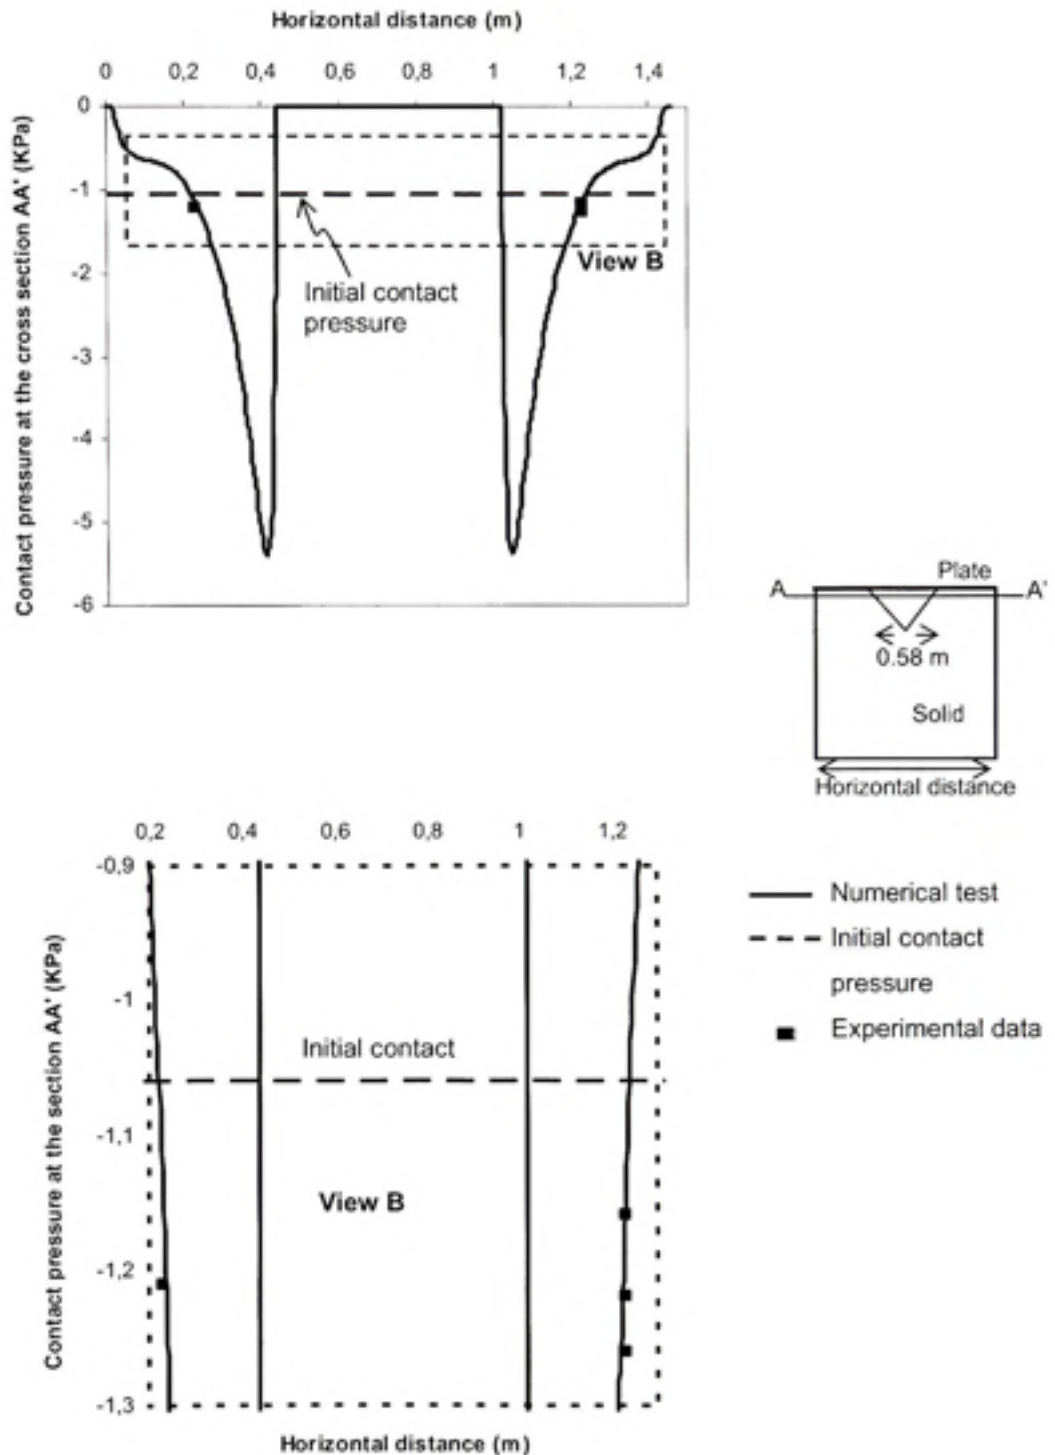 Horizontal distance (m)
0 0,2 0,4 0,6 0,8 1 1,2 1,4
Contact pressure at the cross section AA' (KPa)
0
-1
-2
-3
-4
-5
-6
View B
Initial contact
pressure
Plate
A A'
0.58 m
Solid
Horizontal distance
0,2 0,4 0,6 0,8 1 1,2
Contact pressure at the section AA' (KPa)
-0,9
-1
-1,1
-1,2
-1,3
Initial contact
View B
Horizontal distance (m)
Numerical test
Initial contact
pressure
Experimental data